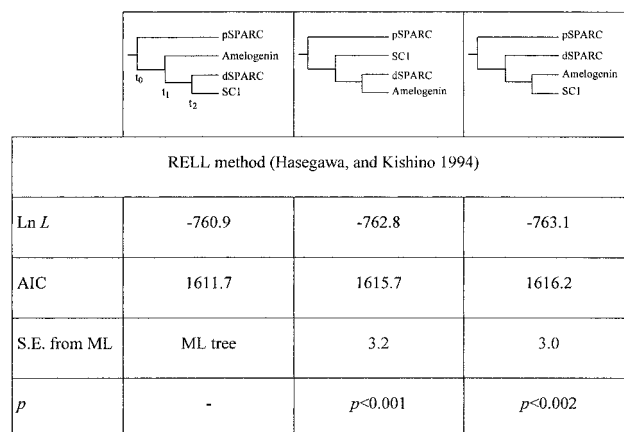 pSPARC
Amelogenin
dSPARC
SC1
t0
t1
t2
pSPARC
SC1
dSPARC
Amelogenin
pSPARC
dSPARC
Amelogenin
SC1
RELL method (Hasegawa, and Kishino 1994)
Ln L -760.9 -762.8 -763.1
AIC 1611.7 1615.7 1616.2
S.E. from ML ML tree 3.2 3.0
p - p<0.001 p<0.002